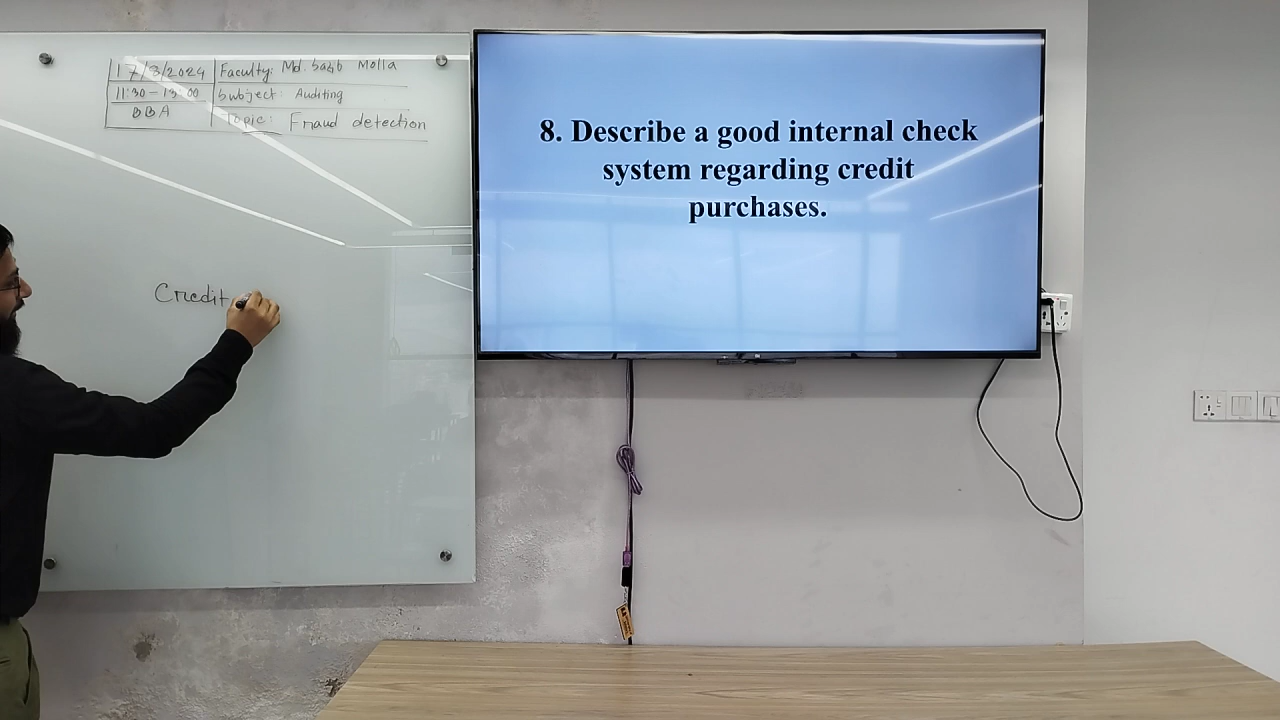 17/3/2024 Faculty: Md. Sajib Molla
11:30 - 13:00 Subject: Auditing
BBA Topic: Fraud detection
Credit
8. Describe a good internal check
system regarding credit
purchases.